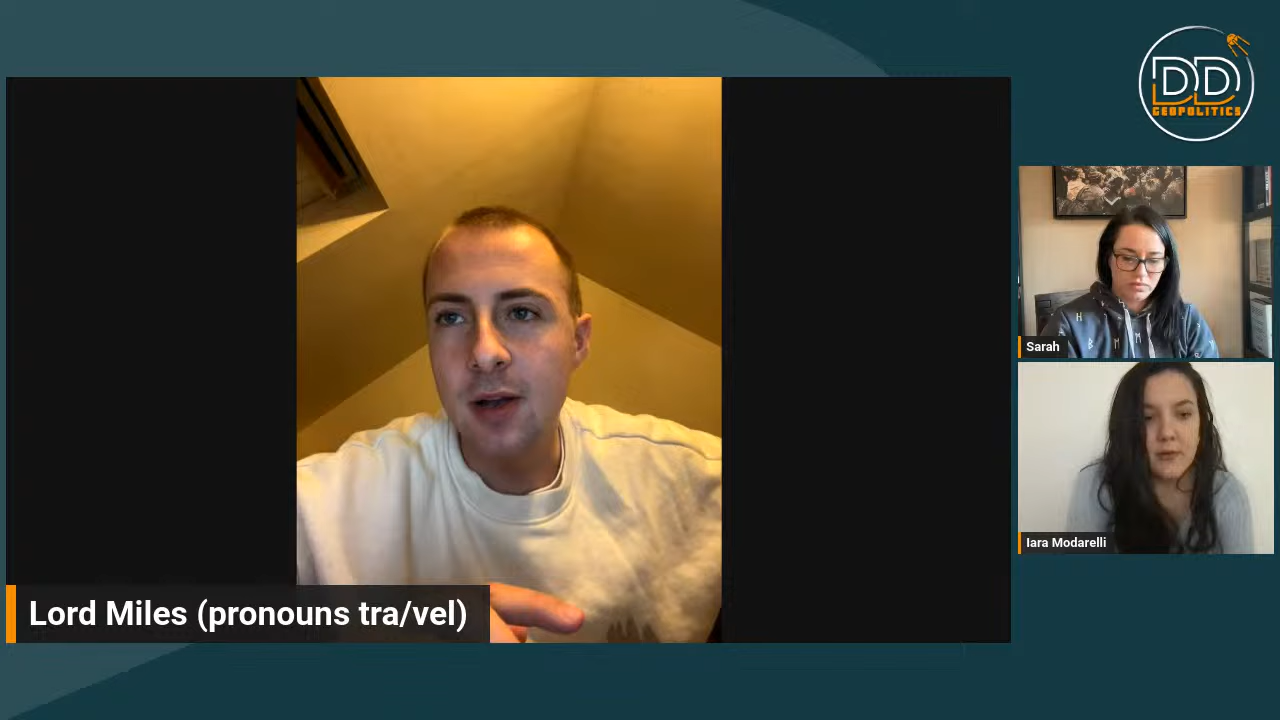 DD
GEOPOLITICS
Sarah
Iara Modarelli
Lord Miles (pronouns tra/vel)